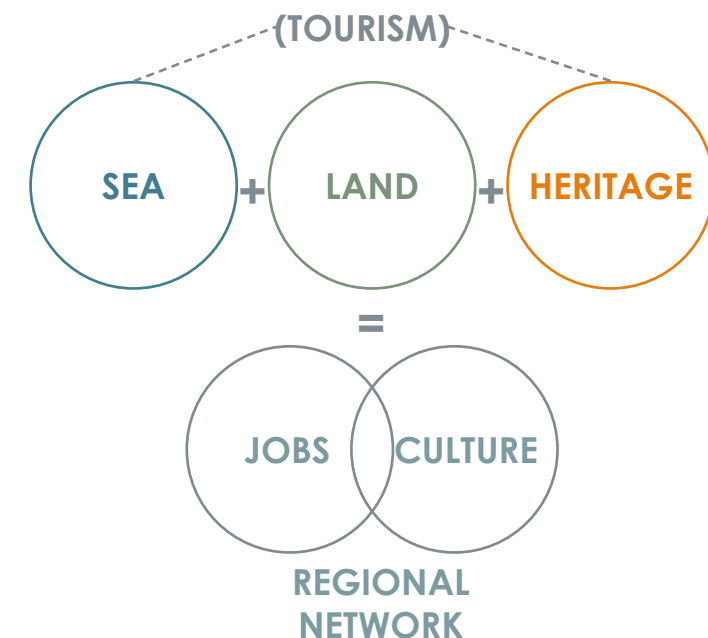 (TOURISM)
SEA + LAND + HERITAGE
=
JOBS CULTURE
REGIONAL
NETWORK